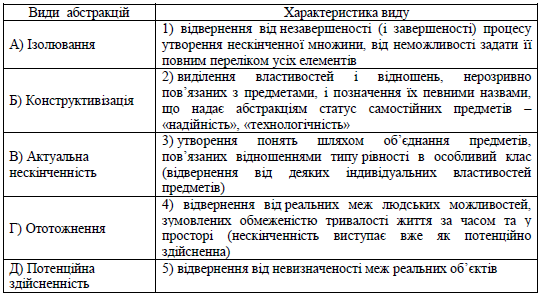 Види абстракцій
Характеристика виду
А) Ізолювання
1) відвернення від незавершеності (і завершеності) процесу
утворення нескінченної множини, від неможливості задати її
повним переліком усіх елементів
Б) Конструктивізація
2) виділення властивостей і відношень, нерозривно
пов’язаних з предметами, і позначення їх певними назвами,
що надає абстракціям статус самостійних предметів –
«надійність», «технологічність»
В) Актуальна
нескінченність
3) утворення понять шляхом об’єднання предметів,
пов’язаних відношеннями типу рівності в особливий клас
(відвернення від деяких індивідуальних властивостей
предметів)
Г) Ототожнення
4) відвернення від реальних меж людських можливостей,
зумовлених обмеженістю тривалості життя за часом та у
просторі (нескінченність виступає вже як потенційно
здійсненна)
Д) Потенційна
здійсненність
5) відвернення від невизначеності меж реальних об’єктів